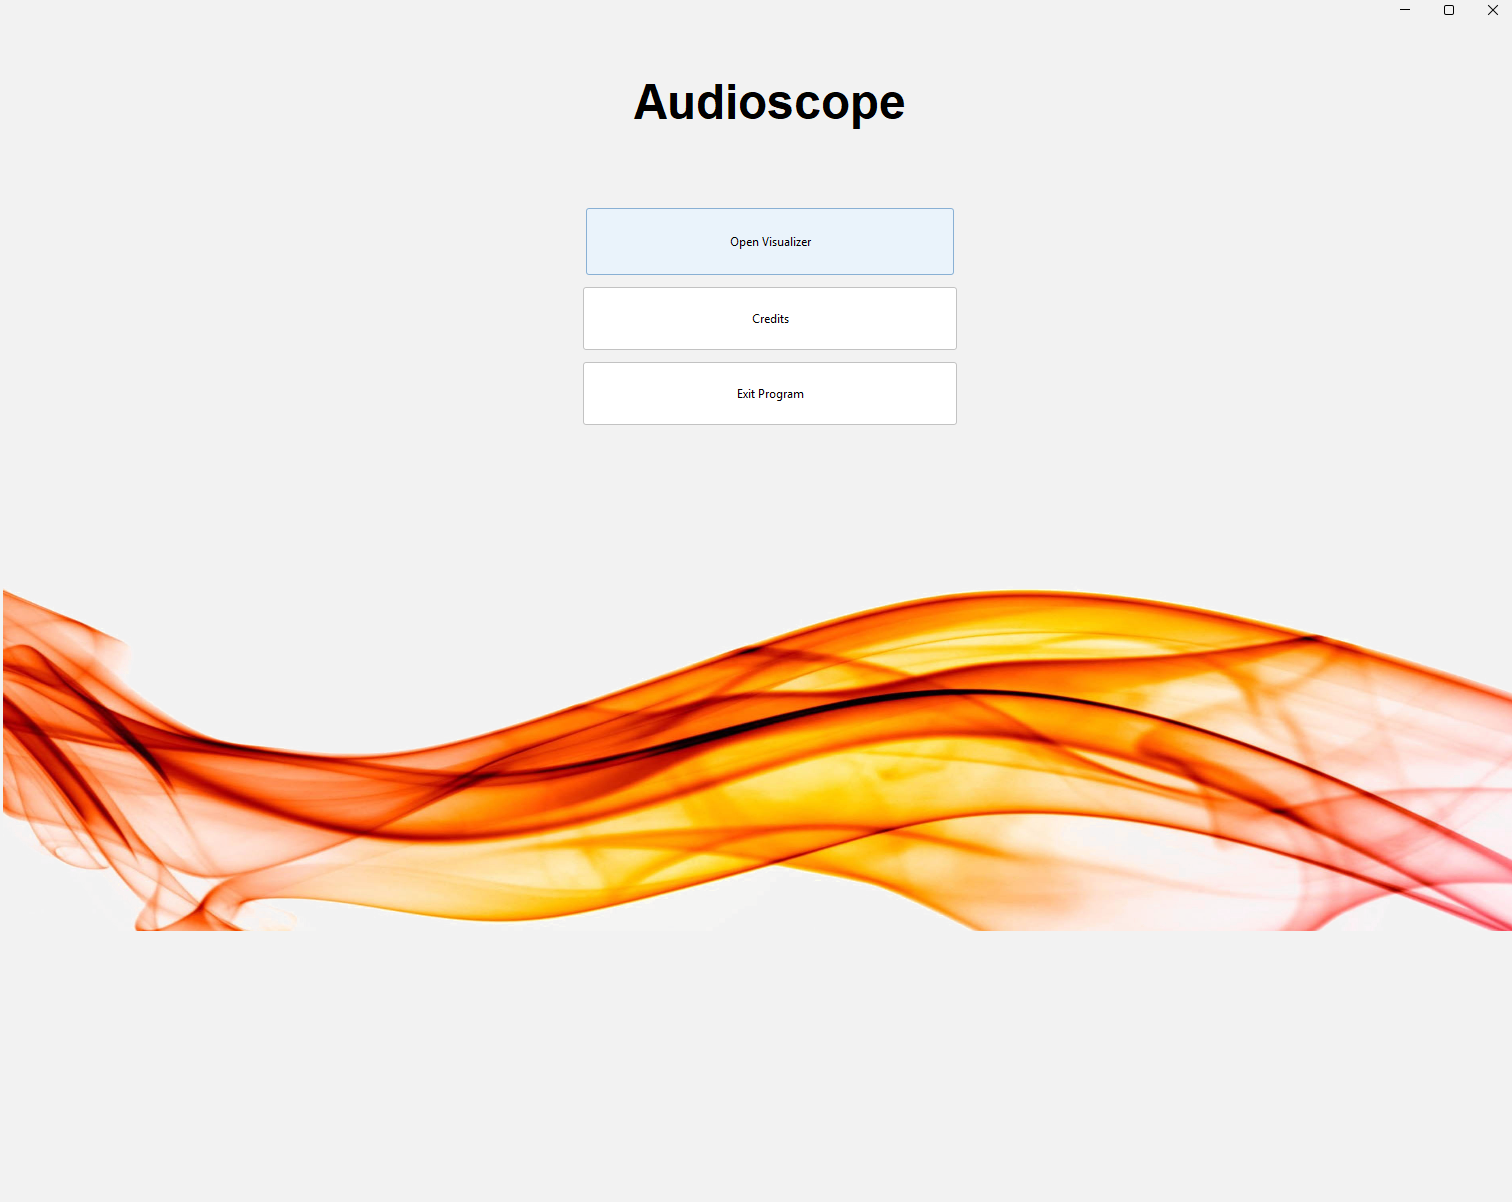 Audioscope
Open Visualizer
Credits
Exit Program